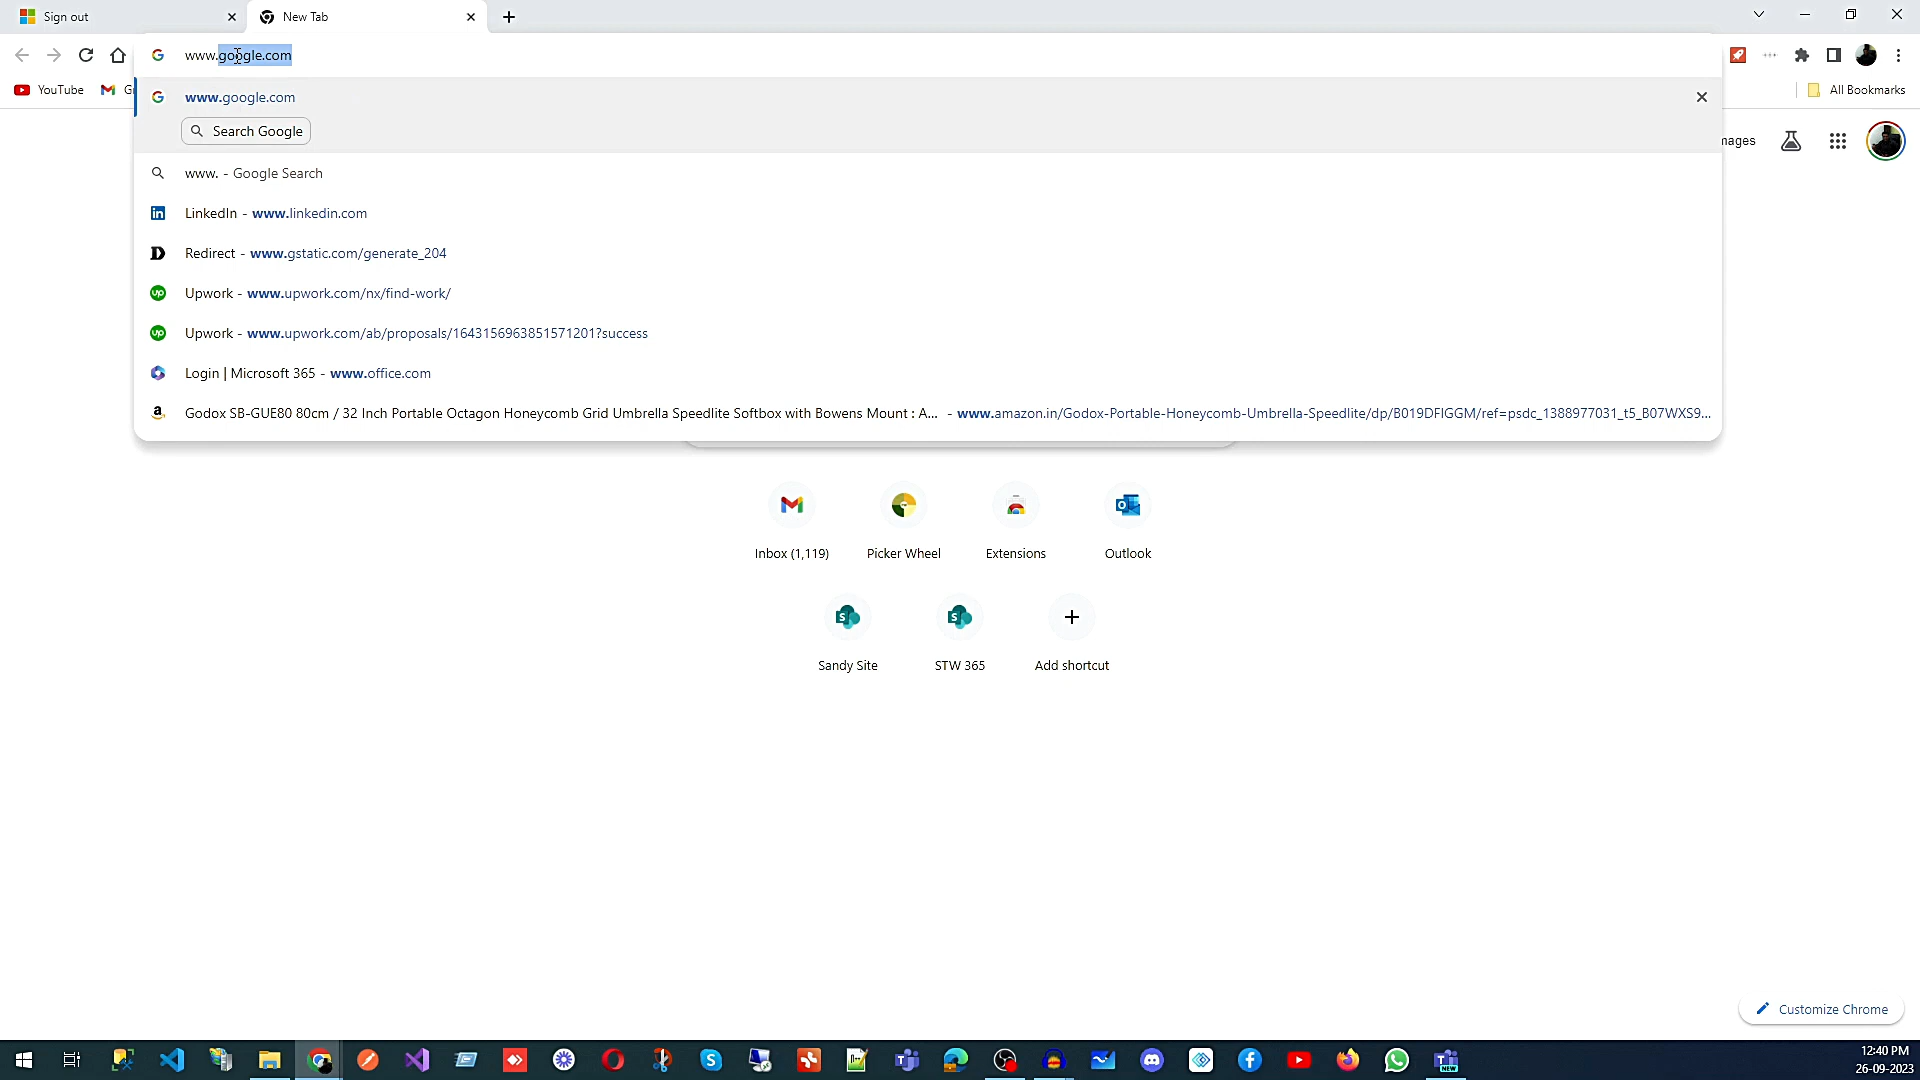 Sign out
New Tab
www.google.com
YouTube
All Bookmarks
www.google.com
Search Google
mages
www. - Google Search
LinkedIn - www.linkedin.com
Redirect - www.gstatic.com/generate_204
Upwork - www.upwork.com/nx/find-work/
Upwork - www.upwork.com/ab/proposals/1643156963851571201?success
Login | Microsoft 365 - www.office.com
Godox SB-GUE80 80cm / 32 Inch Portable Octagon Honeycomb Grid Umbrella Speedlite Softbox with Bowens Mount : A... - www.amazon.in/Godox-Portable-Honeycomb-Umbrella-Speedlite/dp/B019DFIGGM/ref=psdc_1388977031_t5_B07WXS9...
Inbox (1,119)
Picker Wheel
Extensions
Outlook
Sandy Site
STW 365
Add shortcut
Customize Chrome
12:40 PM
26-09-2023